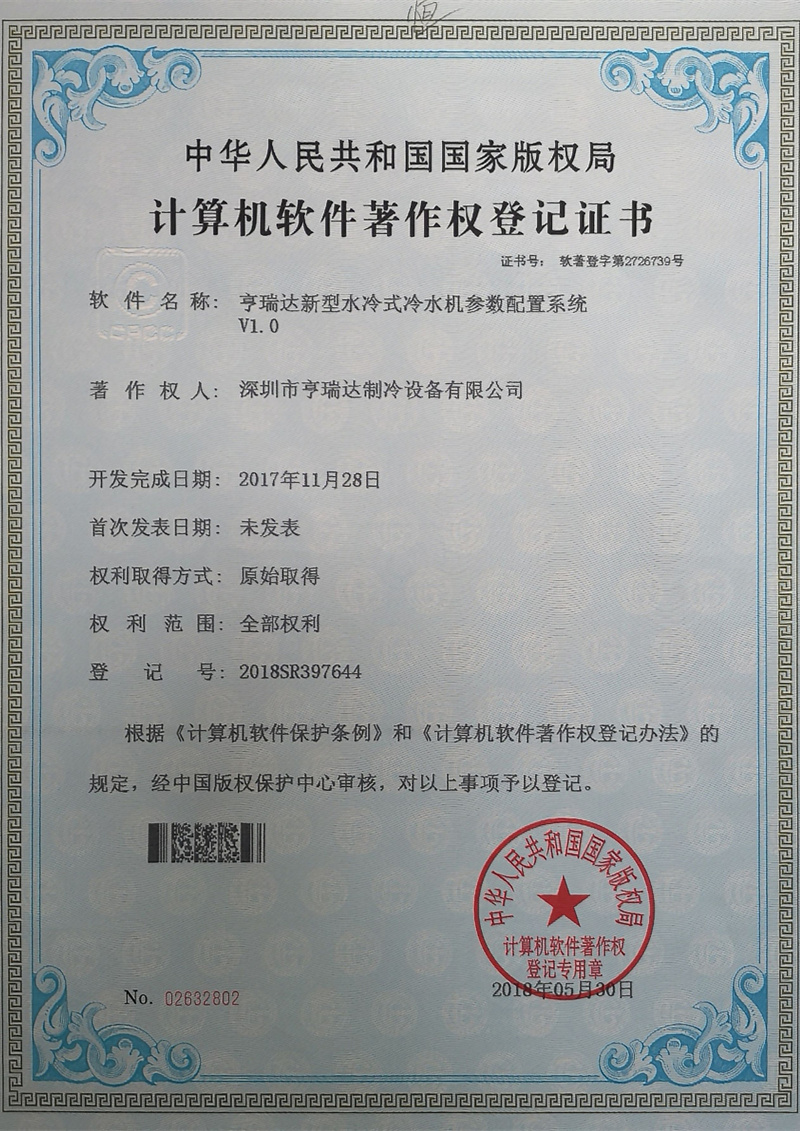 中华人民共和国国家版权局
计算机软件著作权登记证书
证书号： 软著登字第2726739号
软件名称： 亨瑞达新型水冷式冷水机参数配置系统
V1.0
著作权人： 深圳市亨瑞达制冷设备有限公司
开发完成日期： 2017年11月28日
首次发表日期： 未发表
权利取得方式： 原始取得
权利范围： 全部权利
登记号： 2018SR397644
根据《计算机软件保护条例》和《计算机软件著作权登记办法》的
规定，经中国版权保护中心审核，对以上事项予以登记。
中华人民共和国国家版权局
计算机软件著作权
登记专用章
No. 02632802
2018年05月30日